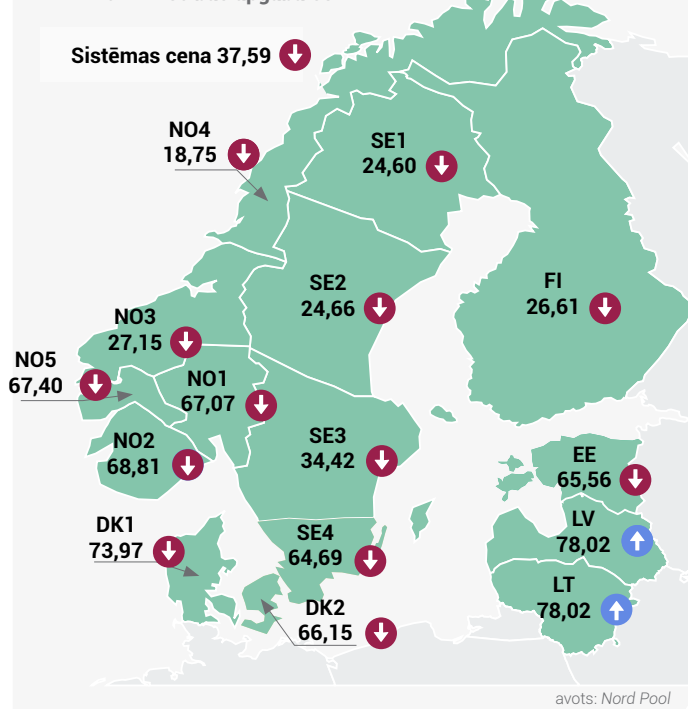 Sistēmas cena 37,59
NO4
18,75
SE1
24,60
SE2
24,66
FI
26,61
NO3
27,15
NO5
67,40
NO1
67,07
NO2
68,81
SE3
34,42
EE
65,56
LV
78,02
DK1
73,97
SE4
64,69
LT
78,02
DK2
66,15
avots: Nord Pool